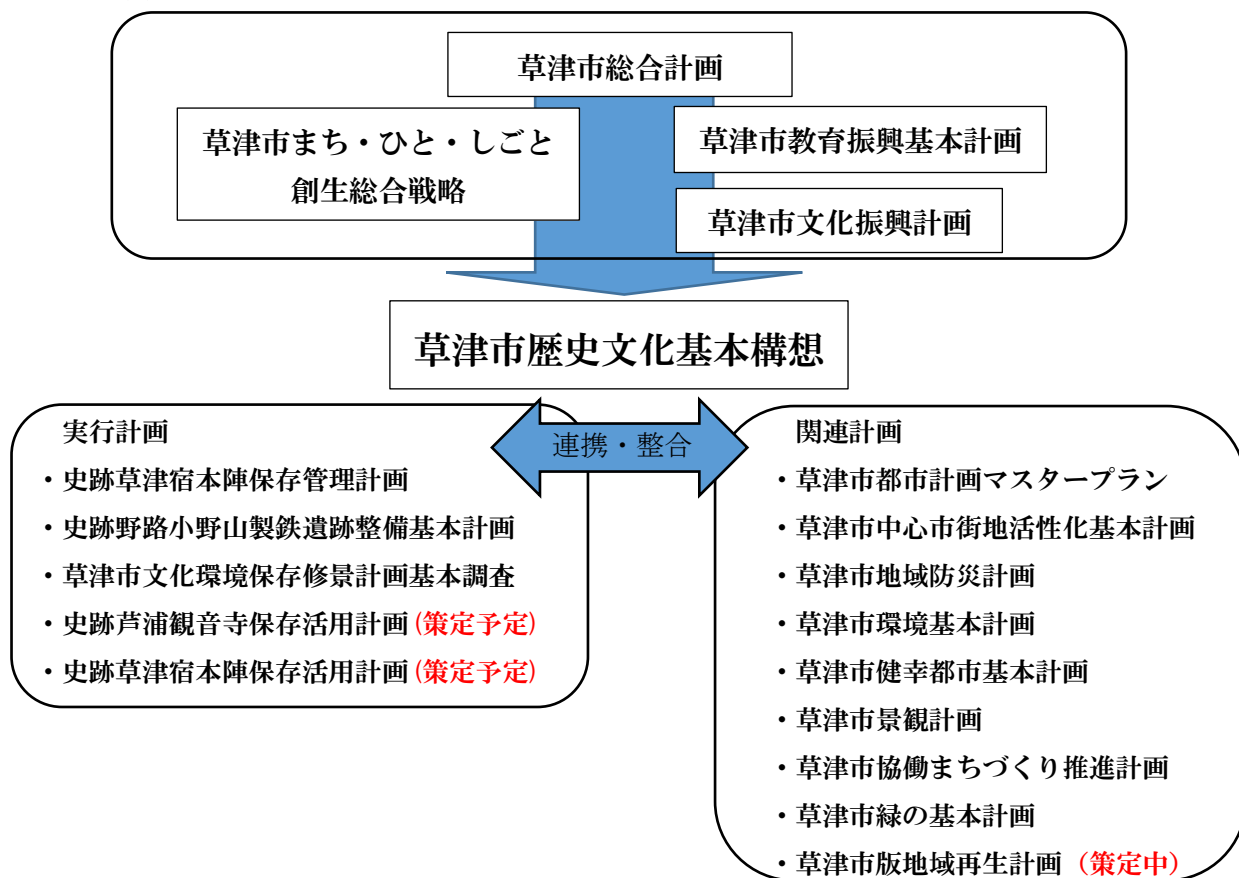 草津市総合計画
草津市まち・ひと・しごと
創生総合戦略
草津市教育振興基本計画
草津市文化振興計画
草津市歴史文化基本構想
連携・整合
実行計画
・史跡草津宿本陣保存管理計画
・史跡野路小野山製鉄遺跡整備基本計画
・草津市文化環境保存修景計画基本調査
・史跡芦浦観音寺保存活用計画(策定予定)
・史跡草津宿本陣保存活用計画(策定予定)
関連計画
・草津市都市計画マスタープラン
・草津市中心市街地活性化基本計画
・草津市地域防災計画
・草津市環境基本計画
・草津市健幸都市基本計画
・草津市景観計画
・草津市協働まちづくり推進計画
・草津市緑の基本計画
・草津市版地域再生計画（策定中）